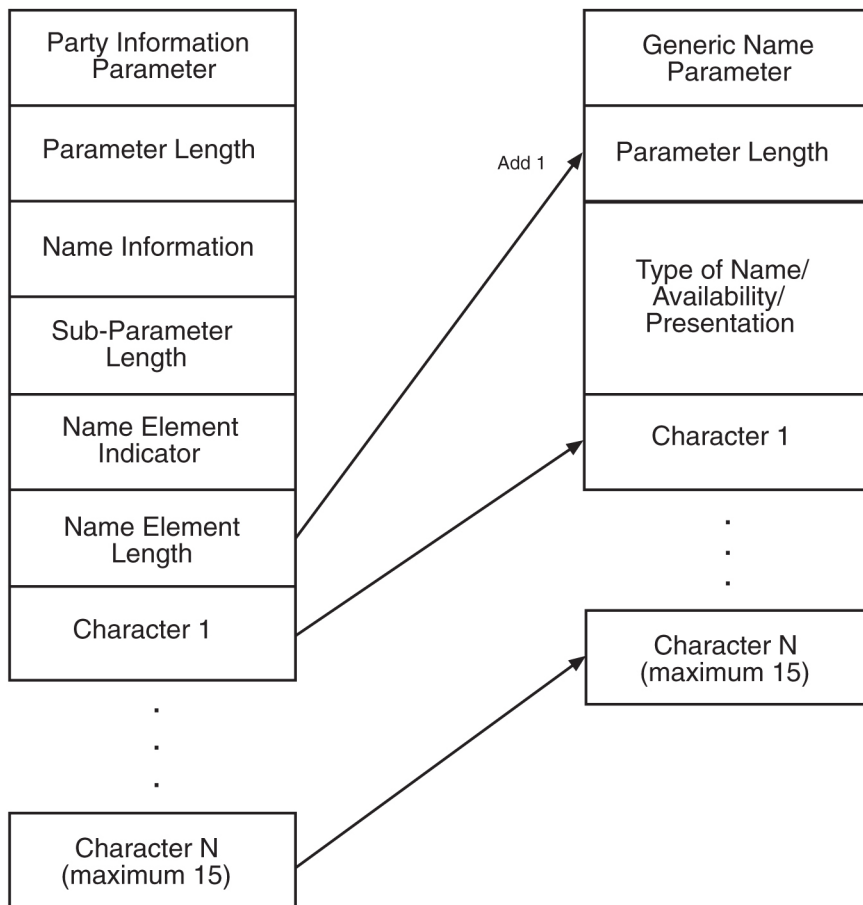 Party Information
Parameter
Parameter Length
Name Information
Sub-Parameter
Length
Name Element
Indicator
Name Element
Length
Character 1
.
.
.
Character N
(maximum 15)
Add 1
Generic Name
Parameter
Parameter Length
Type of Name/
Availability/
Presentation
Character 1
.
.
.
Character N
(maximum 15)